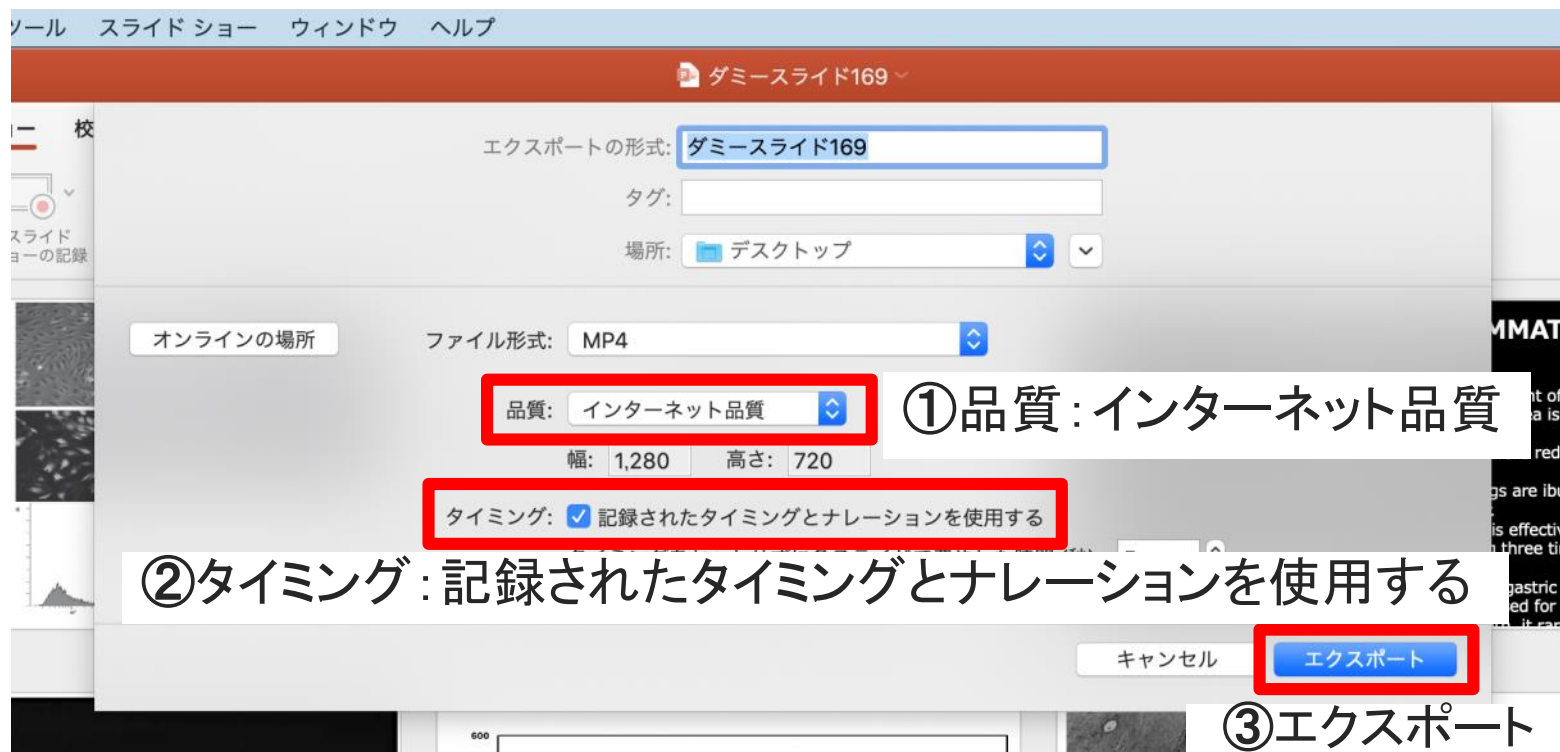 ツール スライド ショー ウィンドウ ヘルプ
ダミースライド169
校
エクスポートの形式: ダミースライド169
タグ:
スライド
ショーの記録
場所: デスクトップ
オンラインの場所 ファイル形式: MP4
品質: インターネット品質
①品質:インターネット品質
幅: 1,280 高さ: 720
タイミング: 記録されたタイミングとナレーションを使用する
②タイミング:記録されたタイミングとナレーションを使用する
キャンセル エクスポート
③エクスポート
MMAT
red
gs are
is
three
gastric
ed for
600